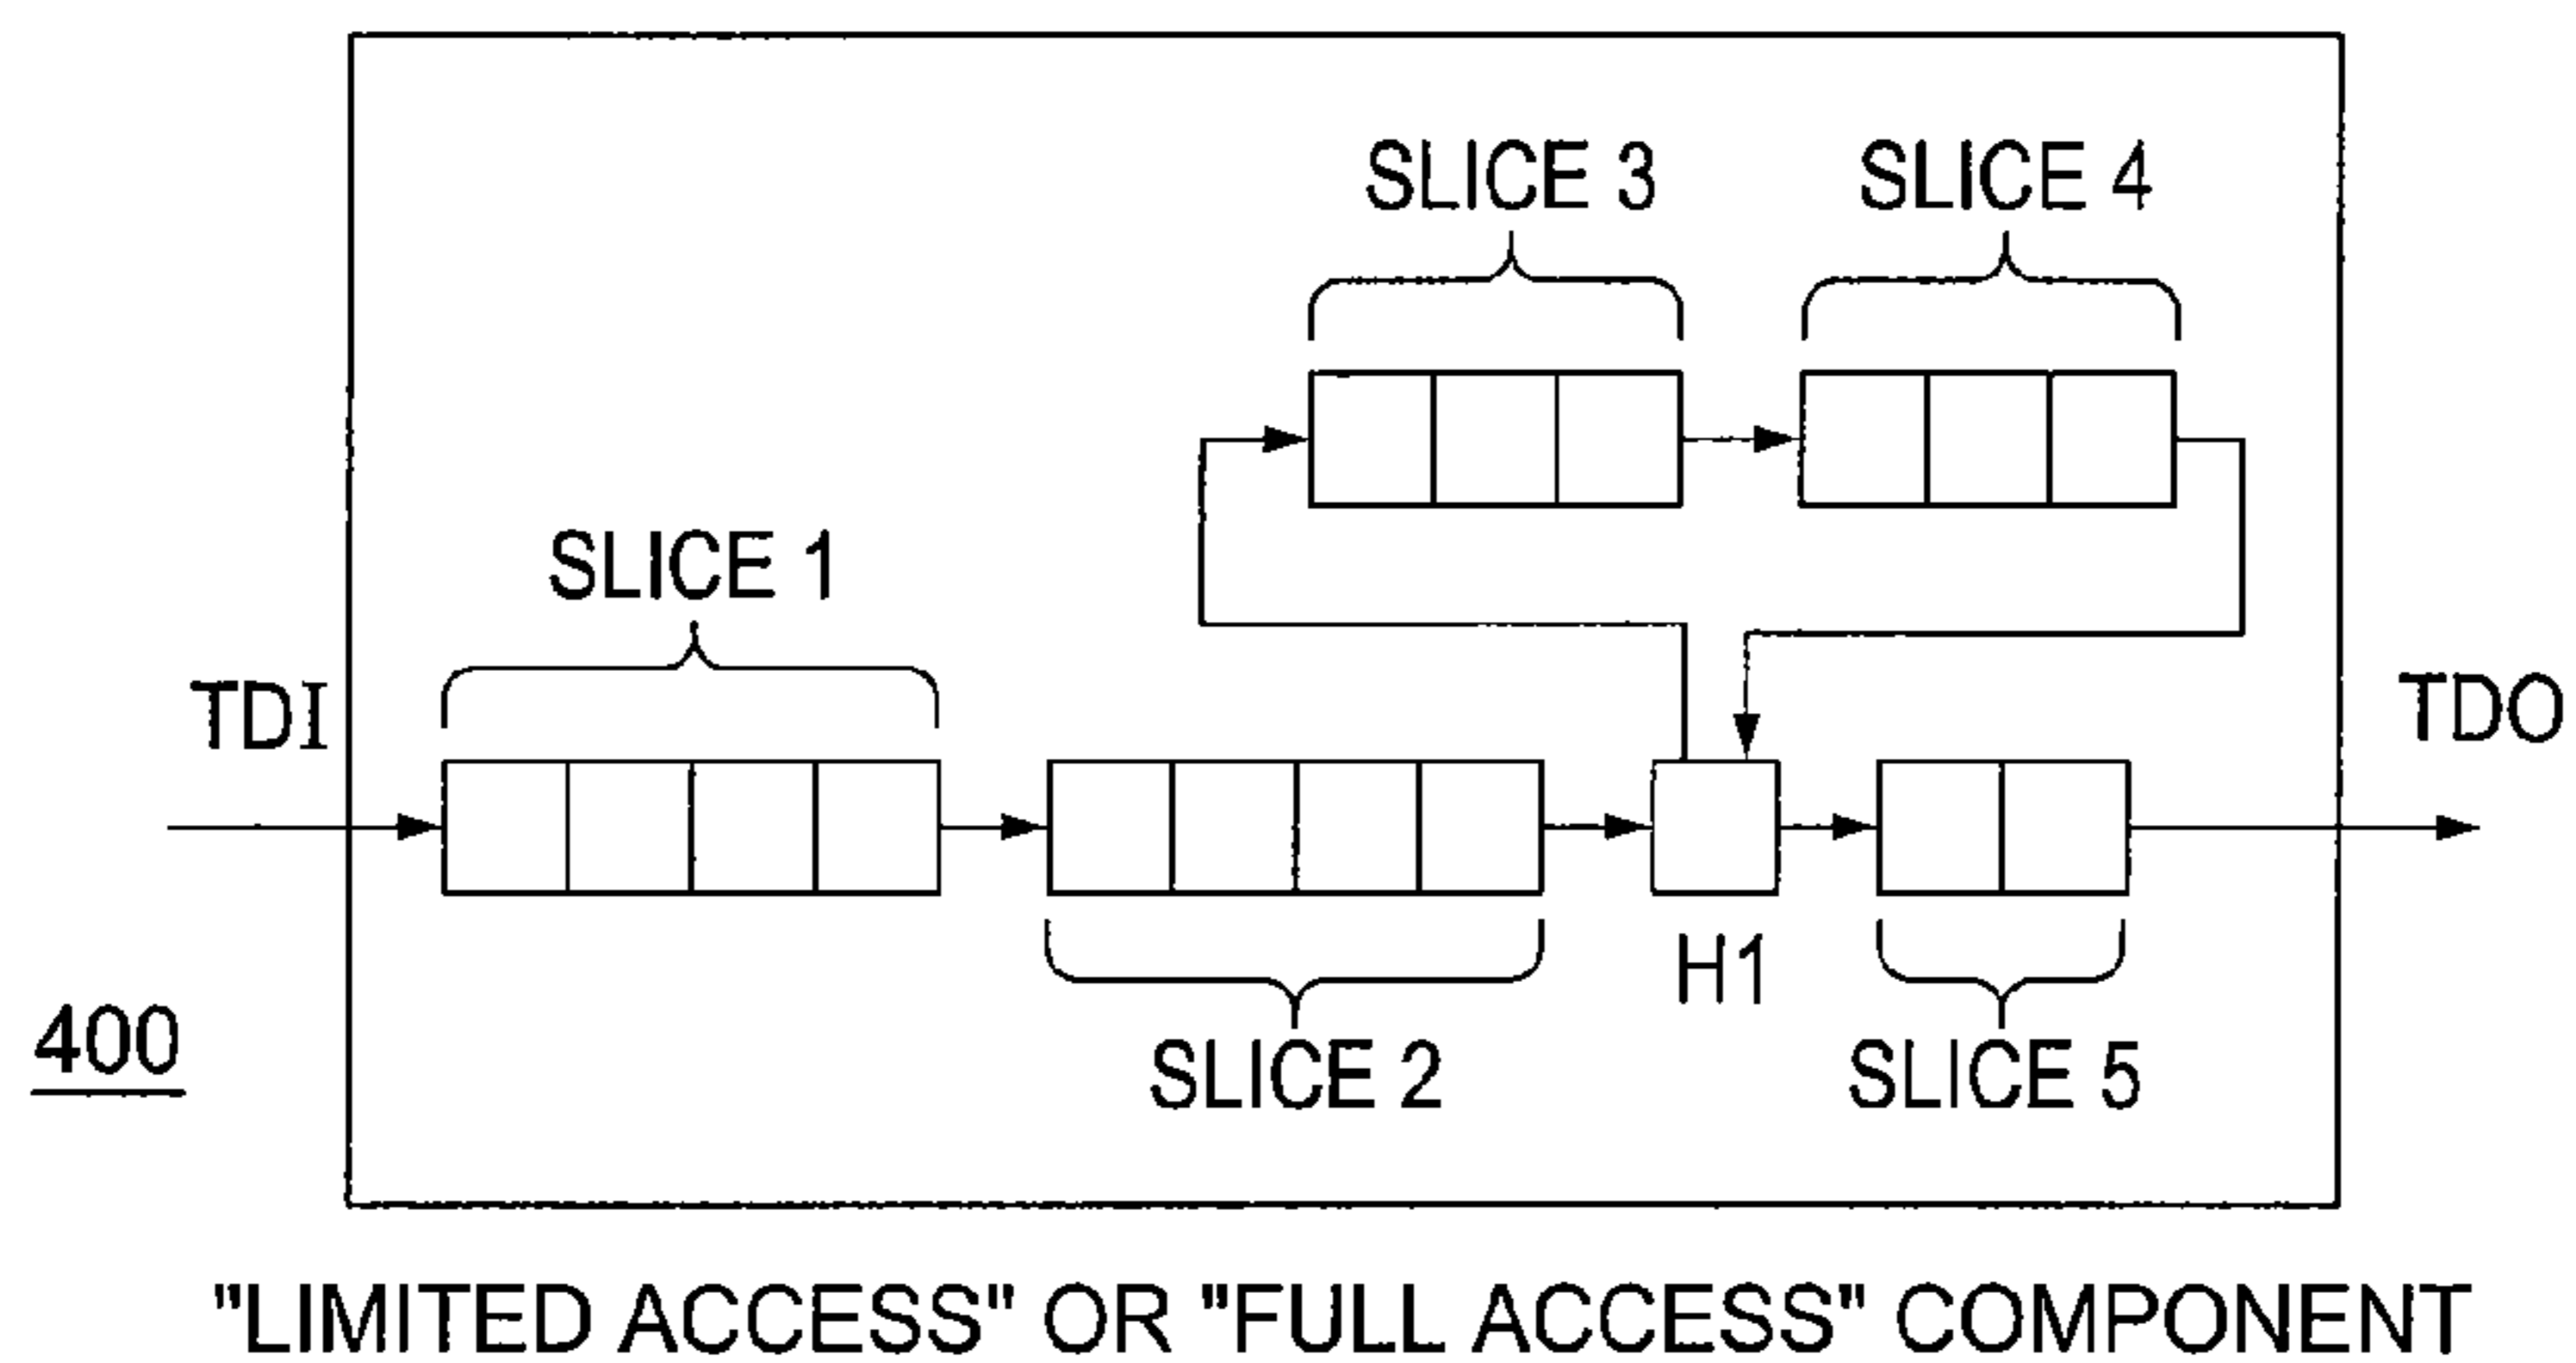 SLICE 3
SLICE 4
SLICE 1
TDI
TDO
H1
400
SLICE 2
SLICE 5
"LIMITED ACCESS" OR "FULL ACCESS" COMPONENT